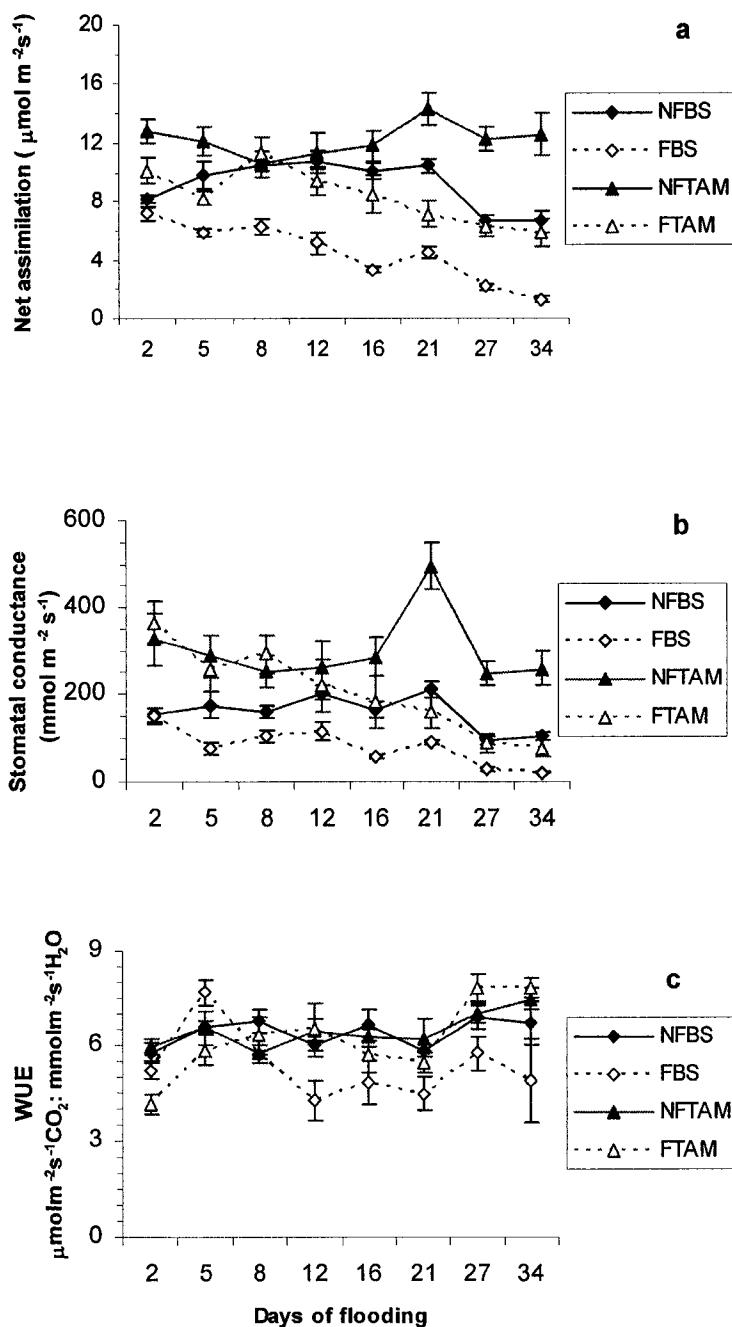 a
Net assimilation ( μmol m⁻²s⁻¹)
20
16
12
8
4
0
2 5 8 12 16 21 27 34
NFBS
FBS
NFTAM
FTAM
b
Stomatal conductance
(mmol m⁻² s⁻¹)
600
400
200
0
2 5 8 12 16 21 27 34
NFBS
FBS
NFTAM
FTAM
c
WUE
μmolm⁻²s⁻¹CO₂: mmolm⁻²s⁻¹H₂O
9
6
3
0
2 5 8 12 16 21 27 34
NFBS
FBS
NFTAM
FTAM
Days of flooding